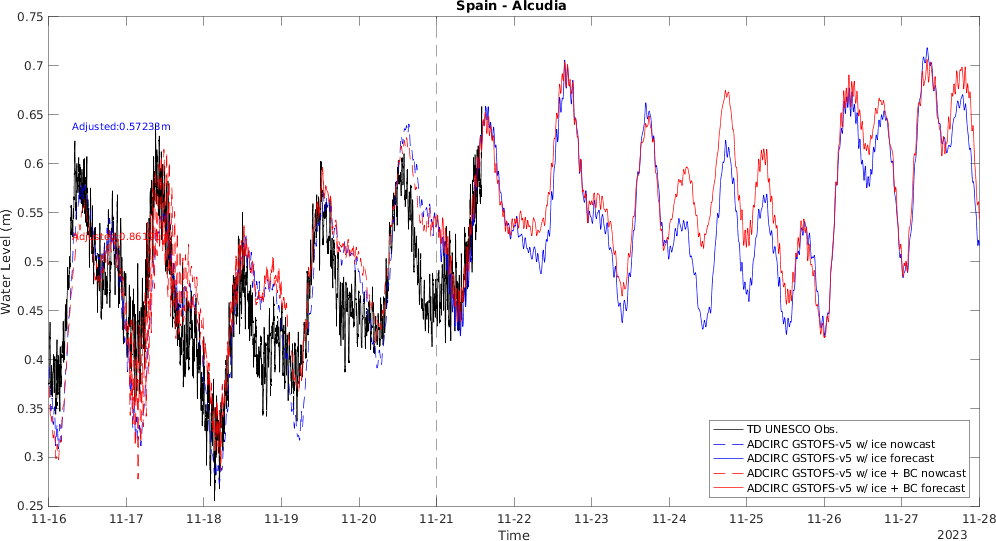 Spain - Alcudia
0.75
0.7
0.65
0.6
0.55
0.5
0.45
0.4
0.35
0.3
0.25
Water Level (m)
Adjusted:0.57233m
11-16
11-17
11-18
11-19
11-20
11-21
11-22
11-23
11-24
11-25
11-26
11-27
11-28
Time
2023
TD UNESCO Obs.
ADCIRC GSTOFS-v5 w/ ice nowcast
ADCIRC GSTOFS-v5 w/ ice forecast
ADCIRC GSTOFS-v5 w/ ice + BC nowcast
ADCIRC GSTOFS-v5 w/ ice + BC forecast